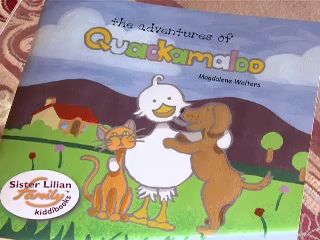 the adventures of
Quackamaloo
Magdalene Walters
Sister Lilian
Family
kiddibooks